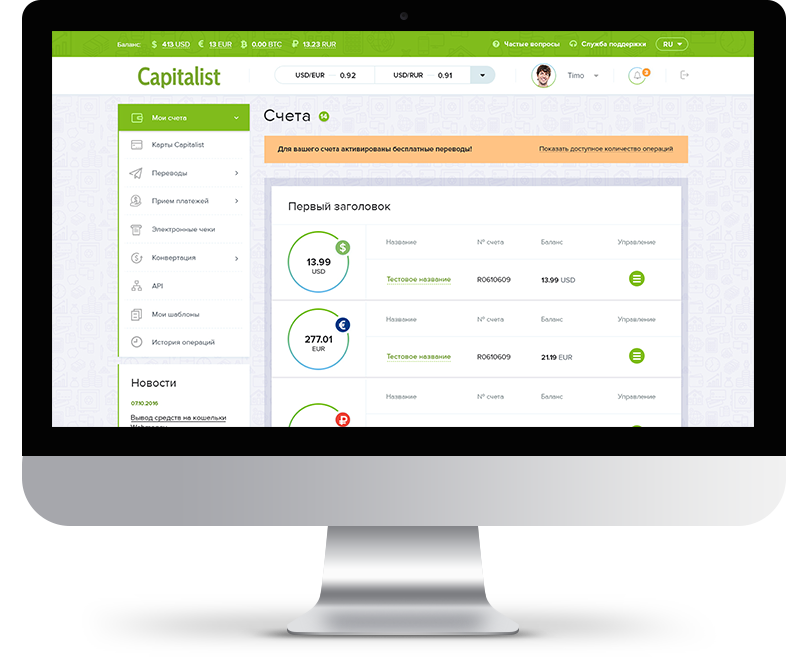 Баланс: $ 413 USD € 13 EUR 0.00 BTC ₽ 13.23 RUR
Частые вопросы Служба поддержки RU
Capitalist
USD/EUR 0.92 USD/RUR 0.91
Timo 3
Мои счета
Карты Capitalist
Переводы
Прием платежей
Электронные чеки
Конвертация
API
Мои шаблоны
История операций
Новости
07.10.2016
Вывод средств на кошельки
Счета 14
Для вашего счета активированы бесплатные переводы! Показать доступное количество операций
Первый заголовок
$
13.99
USD
Название № счета Баланс Управление
Тестовое название R0610609 13.99 USD
€
277.01
EUR
Название № счета Баланс Управление
Тестовое название R0610609 21.19 EUR
₽
Название № счета Баланс Управление